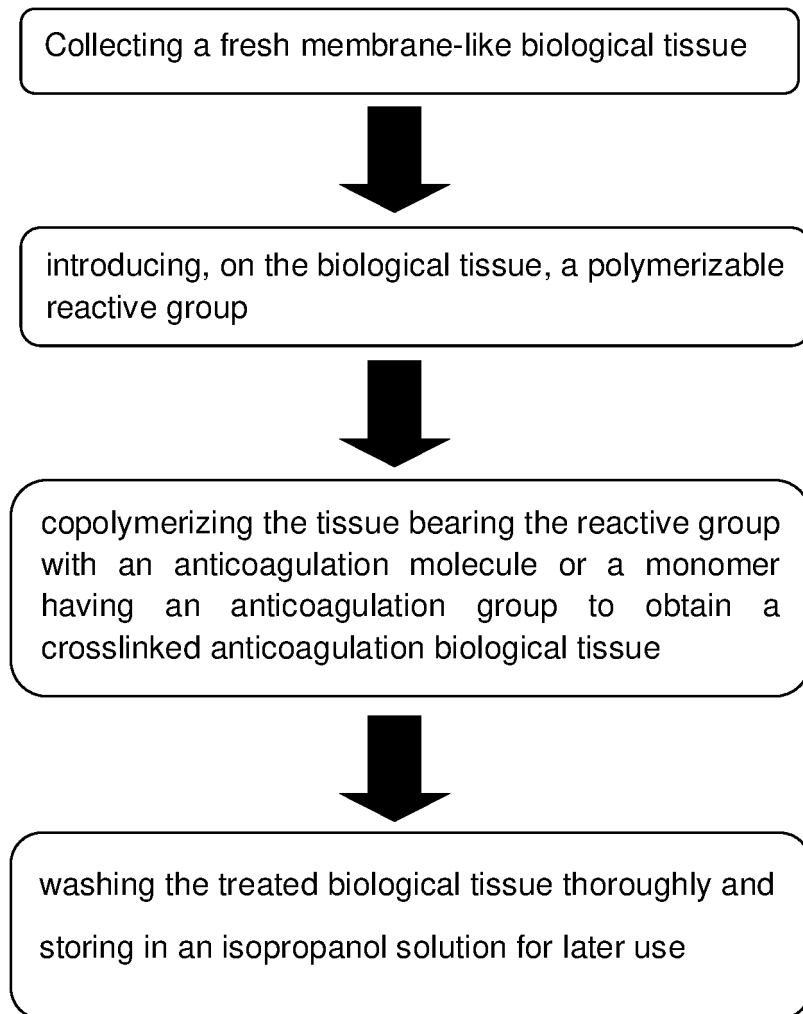 Collecting a fresh membrane-like biological tissue
introducing, on the biological tissue, a polymerizable
reactive group
copolymerizing the tissue bearing the reactive group
with an anticoagulation molecule or a monomer
having an anticoagulation group to obtain a
crosslinked anticoagulation biological tissue
washing the treated biological tissue thoroughly and
storing in an isopropanol solution for later use